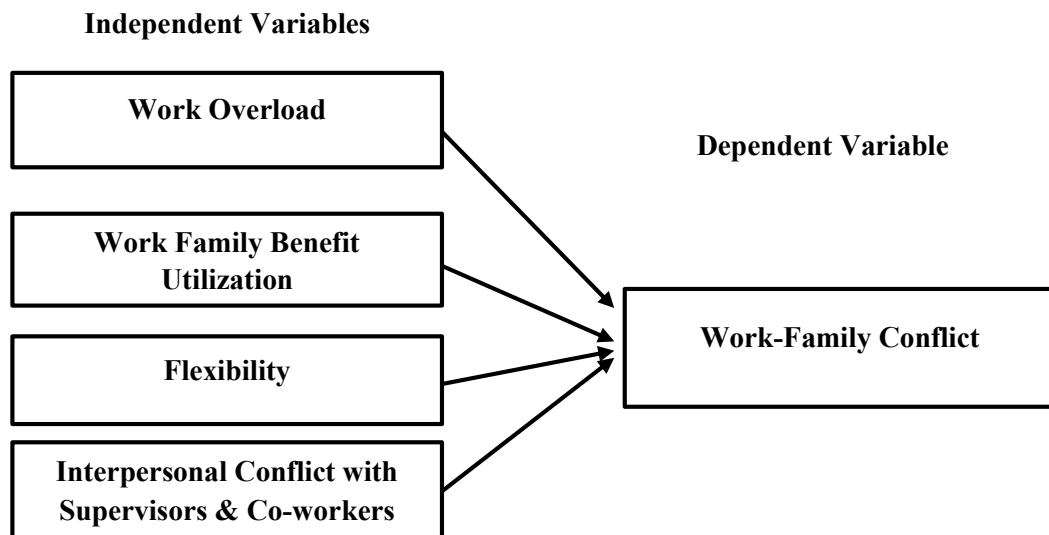 Independent Variables
Work Overload
Dependent Variable
Work Family Benefit
Utilization
Work-Family Conflict
Flexibility
Interpersonal Conflict with
Supervisors & Co-workers